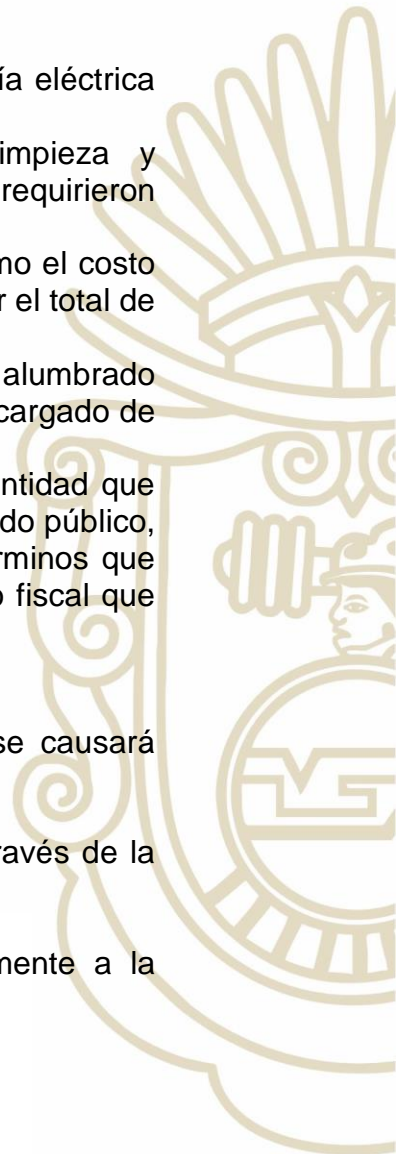 ía eléctrica
impieza y
requirieron
mo el costo
r el total de
alumbrado
cargado de
ntidad que
do público,
rminos que
o fiscal que
se causará
ravés de la
mente a la